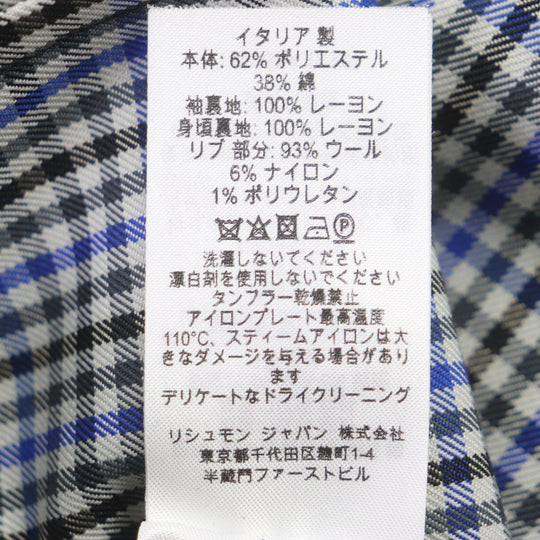 イタリア 製
本体: 62% ポリエステル
38% 綿
袖裏地: 100% レーヨン
身頃裏地: 100% レーヨン
リブ 部分: 93% ウール
6% ナイロン
1% ポリウレタン
P
洗濯しないでください
漂白剤を使用しないでください
タンブラー乾燥禁止
アイロンプレート最高温度
110°C、スティームアイロンは大
きなダメージを与える場合があり
ます
デリケートなドライクリーニング
リシュモン ジャパン 株式会社
東京都千代田区麹町1-4
半蔵門ファーストビル